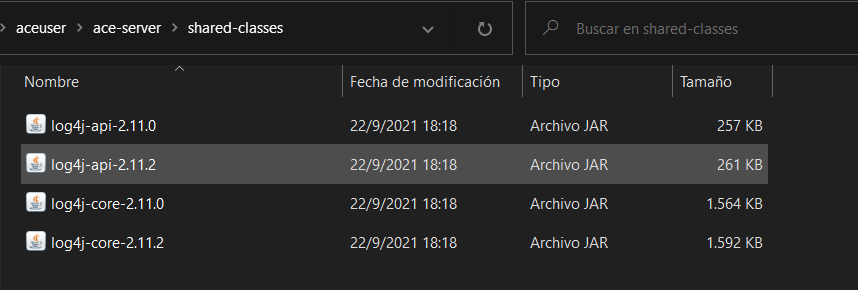 aceuser > ace-server > shared-classes
Buscar en shared-classes
Nombre Fecha de modificación Tipo Tamaño
log4j-api-2.11.0 22/9/2021 18:18 Archivo JAR 257 KB
log4j-api-2.11.2 22/9/2021 18:18 Archivo JAR 261 KB
log4j-core-2.11.0 22/9/2021 18:18 Archivo JAR 1.564 KB
log4j-core-2.11.2 22/9/2021 18:18 Archivo JAR 1.592 KB